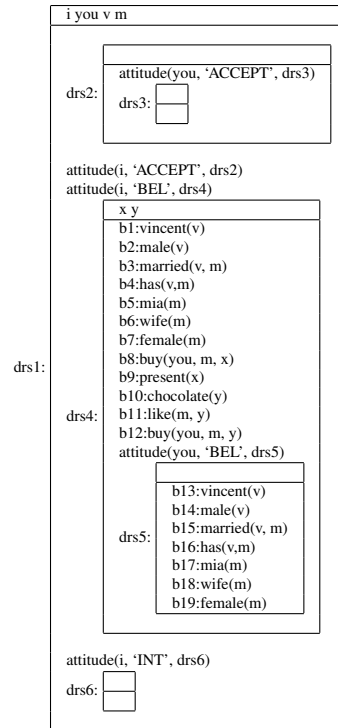 i you v m
attitude(you, ‘ACCEPT’, drs3)
drs2:
drs3:
attitude(i, ‘ACCEPT’, drs2)
attitude(i, ‘BEL’, drs4)
x y
b1:vincent(v)
b2:male(v)
b3:married(v, m)
b4:has(v,m)
b5:mia(m)
b6:wife(m)
b7:female(m)
b8:buy(you, m, x)
drs1:
b9:present(x)
b10:chocolate(y)
drs4:
b11:like(m, y)
b12:buy(you, m, y)
attitude(you, ‘BEL’, drs5)
b13:vincent(v)
b14:male(v)
b15:married(v, m)
drs5:
b16:has(v,m)
b17:mia(m)
b18:wife(m)
b19:female(m)
attitude(i, ‘INT’, drs6)
drs6: